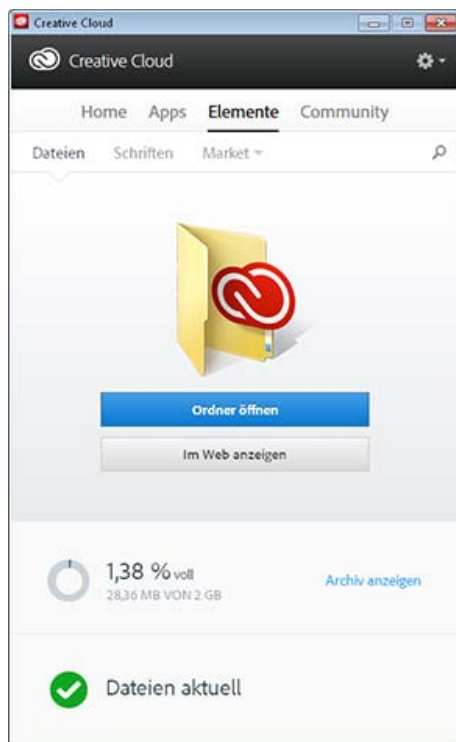 Creative Cloud
Creative Cloud
Home Apps Elemente Community
Dateien Schriften Market
Ordner öffnen
Im Web anzeigen
1,38 % voll
Archiv anzeigen
28,36 MB VON 2 GB
Dateien aktuell